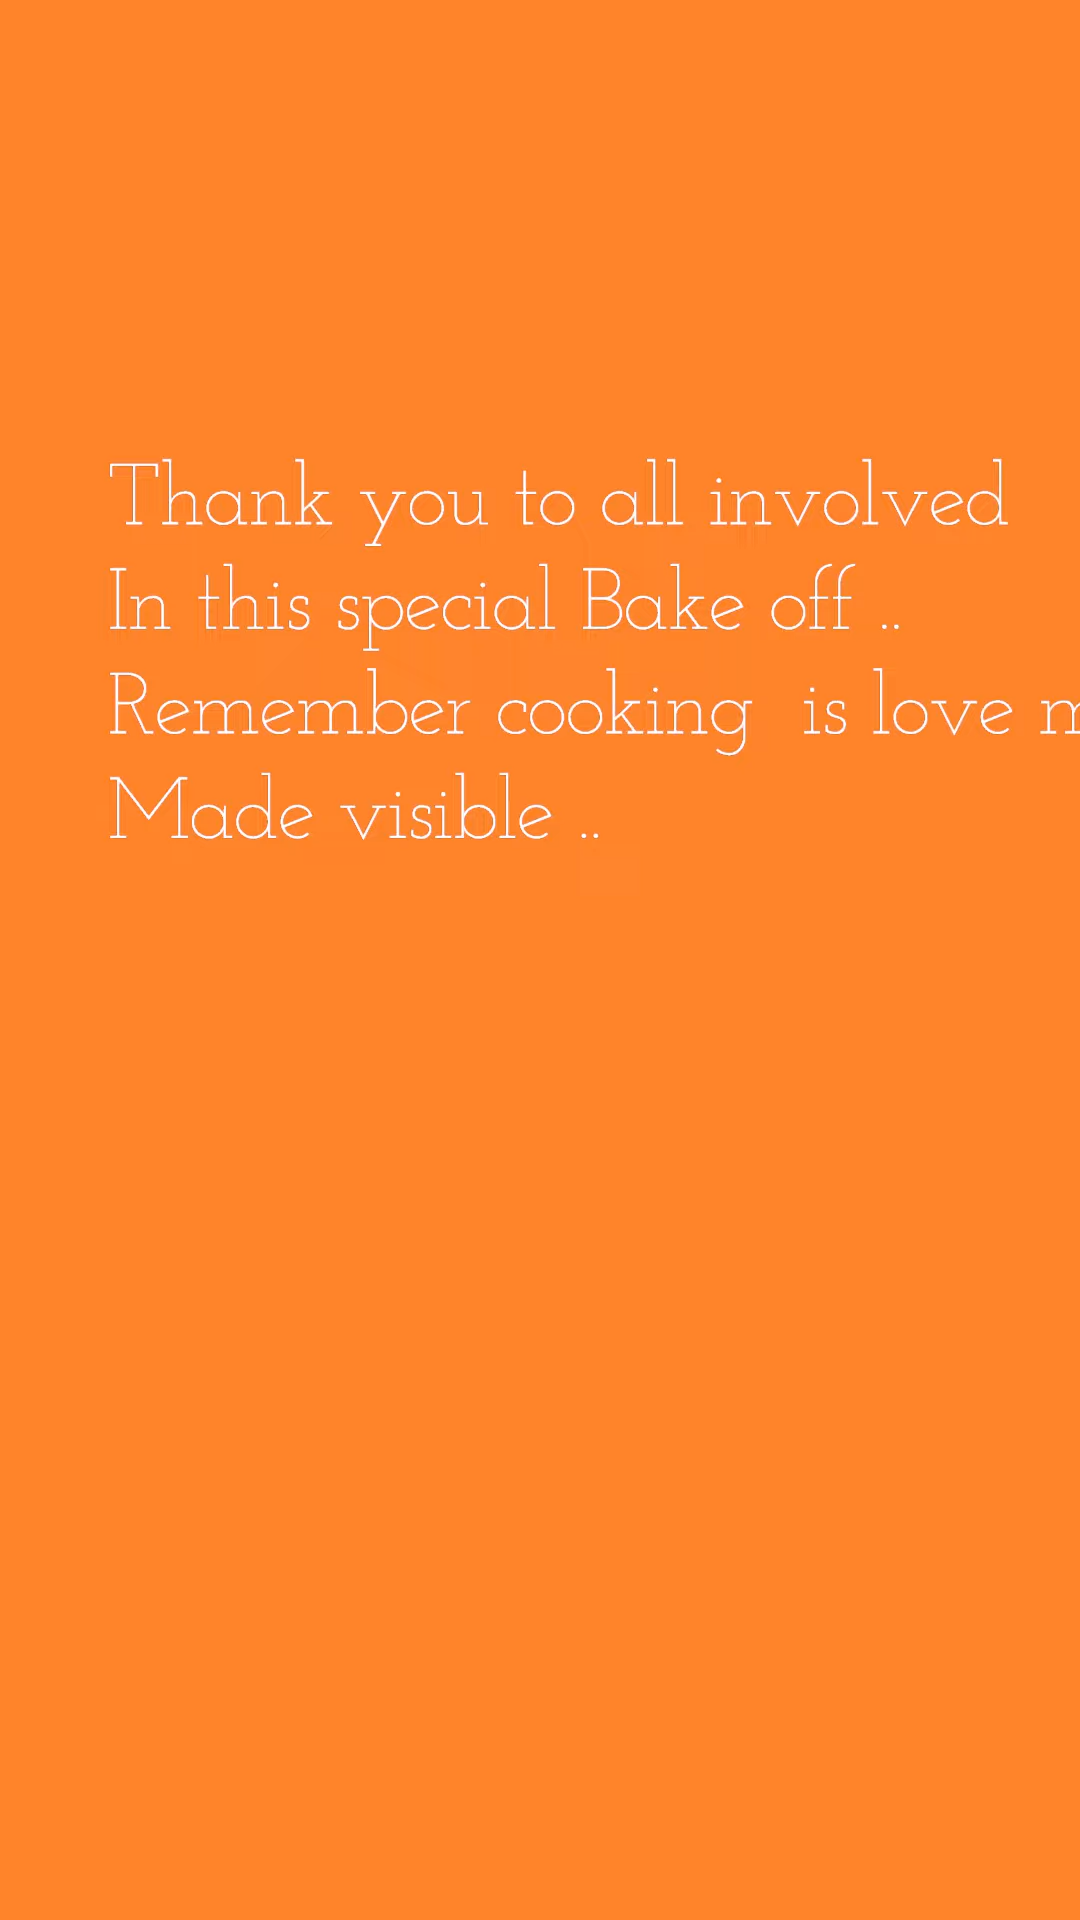 Thank you to all involved
In this special Bake off ..
Remember cooking  is love
Made visible ..